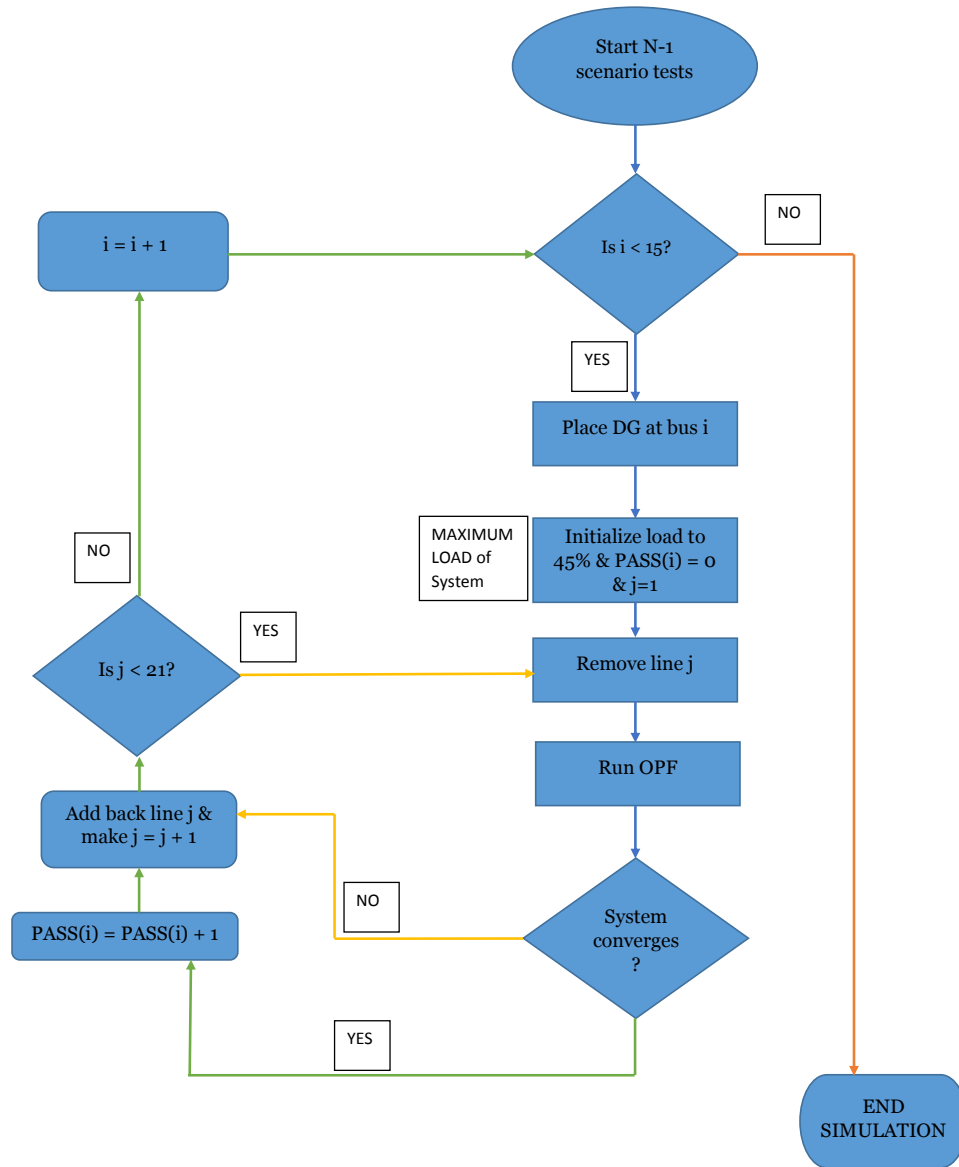 Start N-1
scenario tests
NO
i = i + 1
Is i < 15?
YES
Place DG at bus i
MAXIMUM
LOAD of
System
Initialize load to
45% & PASS(i) = 0
& j=1
NO
YES
Is j < 21?
Remove line j
Run OPF
Add back line j &
make j = j + 1
NO
System
converges
?
PASS(i) = PASS(i) + 1
YES
END
SIMULATION